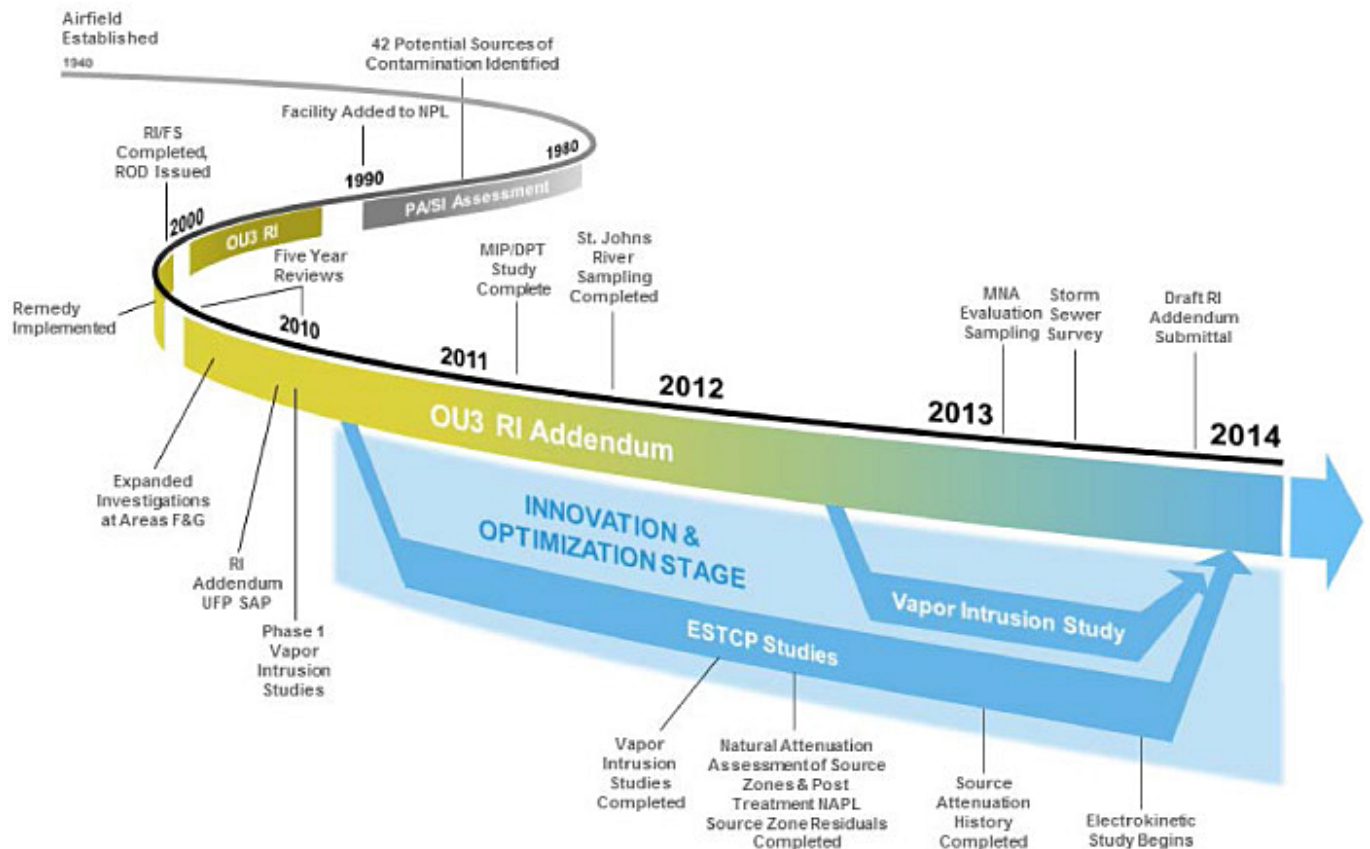 Airfield
Established
1940
42 Potential Sources of
Contamination Identified
Facility Added to NPL
RI/FS
Completed,
ROD Issued
1980
1990
PA/SI Assessment
2000
OU3 RI
Five Year
Reviews
Remedy
Implemented
2010
MIP/DPT
Study
Complete
St. Johns
River
Sampling
Completed
MNA
Evaluation
Sampling
Storm
Sewer
Survey
Draft RI
Addendum
Submittal
2011
2012
2013
2014
OU3 RI Addendum
Expanded
Investigations
at Areas F&G
RI
Addendum
UFP SAP
Phase 1
Vapor
Intrusion
Studies
INNOVATION &
OPTIMIZATION STAGE
Vapor Intrusion Study
ESTCP Studies
Vapor
Intrusion
Studies
Completed
Natural Attenuation
Assessment of Source
Zones & Post
Treatment NAPL
Source Zone Residuals
Completed
Source
Attenuation
History
Completed
Electrokinetic
Study Begins